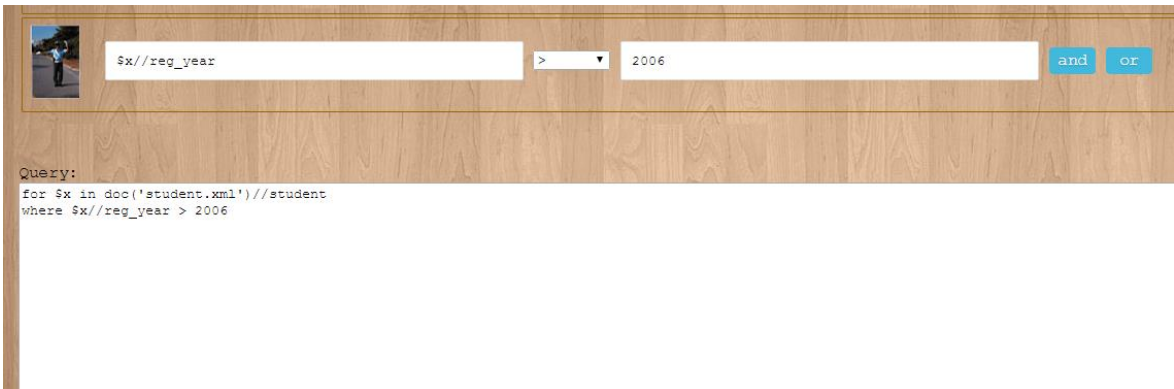 $x//reg_year > 2006 and or
Query:
for $x in doc('student.xml')//student
where $x//reg_year > 2006